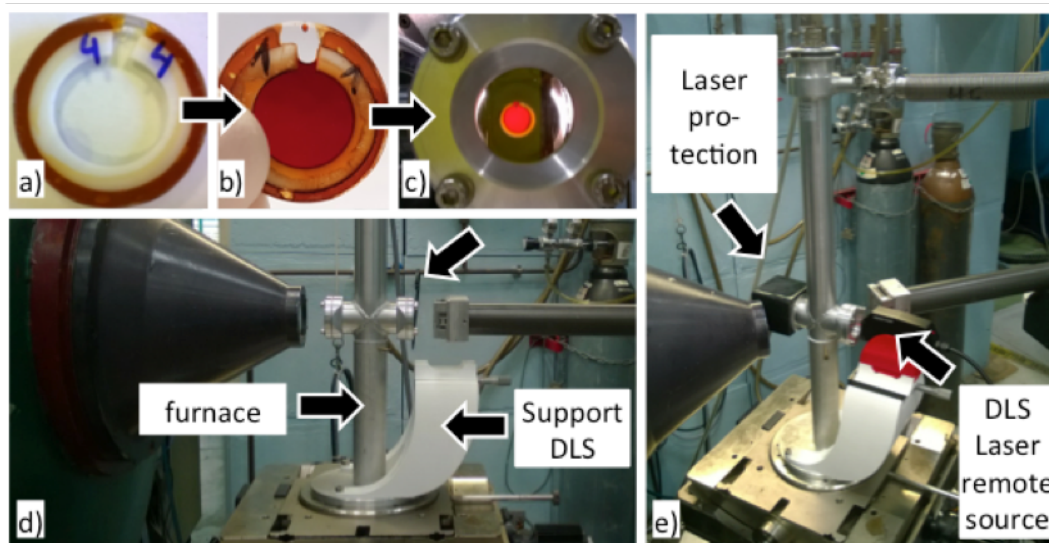 4 4
a)
b)
c)
Laser
pro-
tection
furnace
Support
DLS
d)
DLS
Laser
remote
source
e)